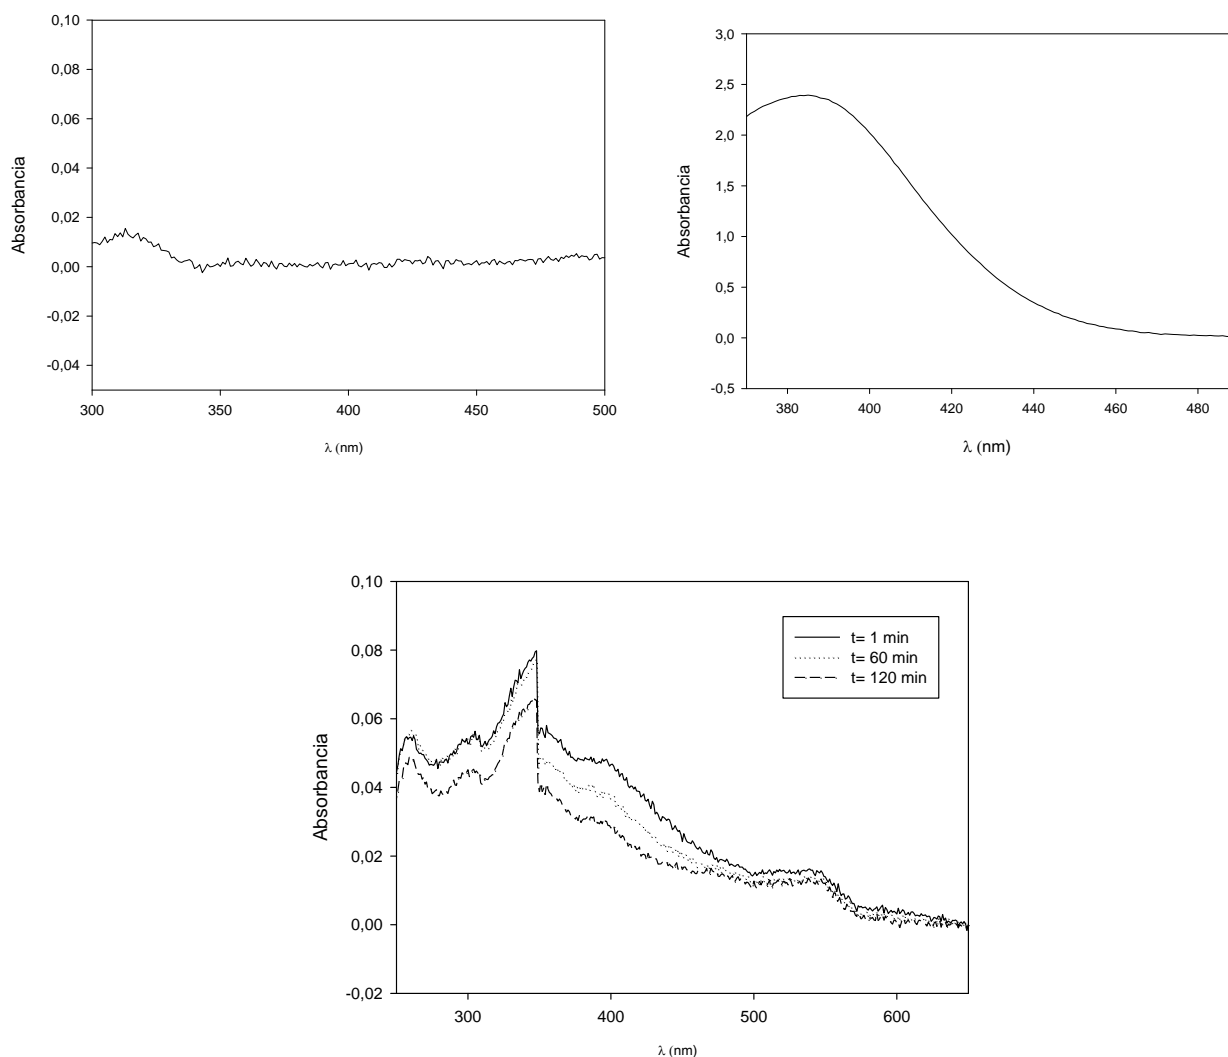 0,10
0,08
0,06
0,04
0,02
0,00
-0,02
-0,04
Absorbancia
300 350 400 450 500
λ (nm)
3,0
2,5
2,0
1,5
1,0
0,5
0,0
-0,5
Absorbancia
380 400 420 440 460 480
λ (nm)
0,10
0,08
0,06
0,04
0,02
0,00
-0,02
Absorbancia
t= 1 min
t= 60 min
t= 120 min
300 400 500 600
λ (nm)